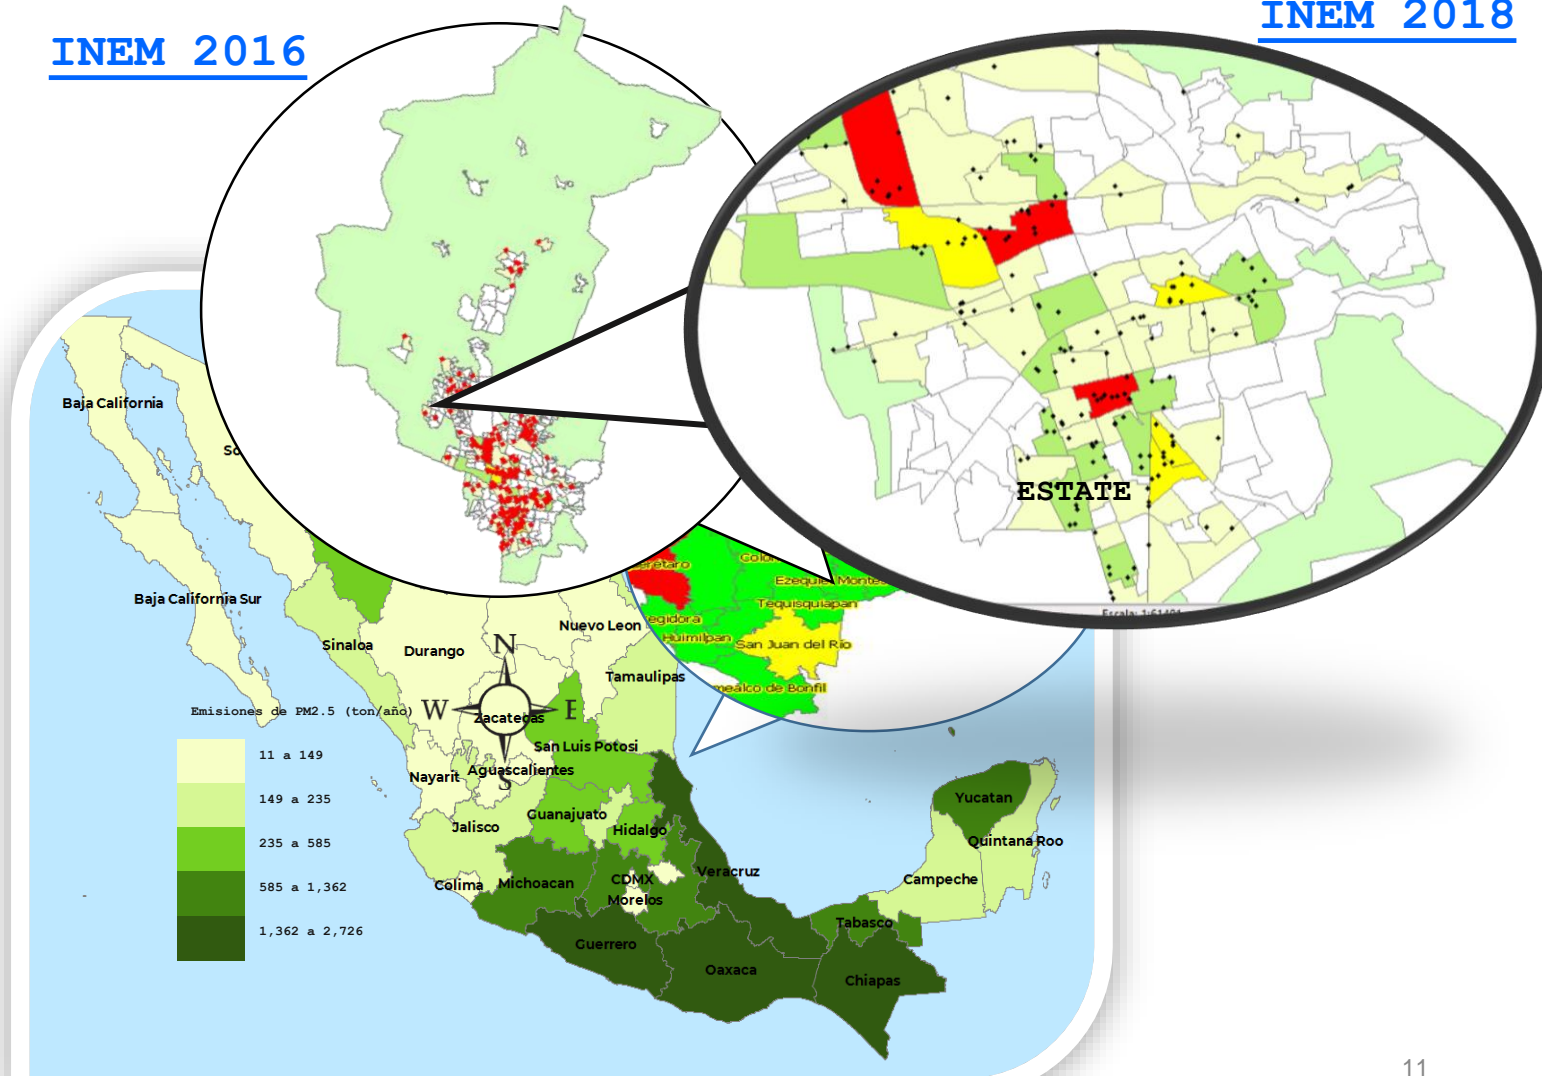 INEM 2016
INEM 2018
ESTATE
Escala: 1:61401
Baja California
Baja California Sur
Sinaloa
Durango
Nuevo Leon
Tamaulipas
Zacatecas
San Luis Potosi
Nayarit
Aguascalientes
Jalisco
Guanajuato
Hidalgo
Colima
Michoacan
CDMX
Morelos
Veracruz
Guerrero
Oaxaca
Tabasco
Chiapas
Campeche
Yucatan
Quintana Roo
N
W
E
S
Tequisquiapan
Huimilpan
San Juan del Rio
Emisiones de PM2.5 (ton/año)
11 a 149
149 a 235
235 a 585
585 a 1,362
1,362 a 2,726
11